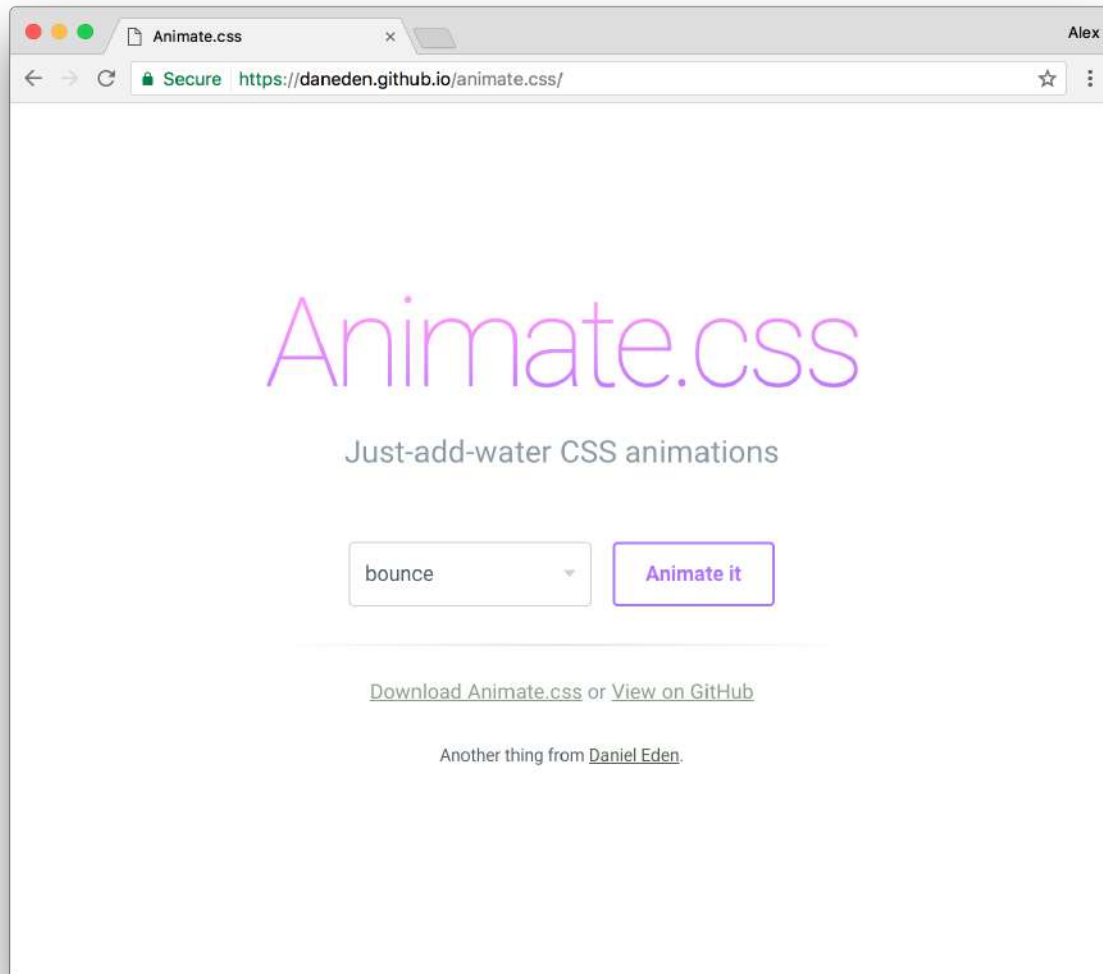 Animate.css
Alex
Secure https://daneden.github.io/animate.css/
Animate.css
Just-add-water CSS animations
bounce
Animate it
Download Animate.css or View on GitHub
Another thing from Daniel Eden.